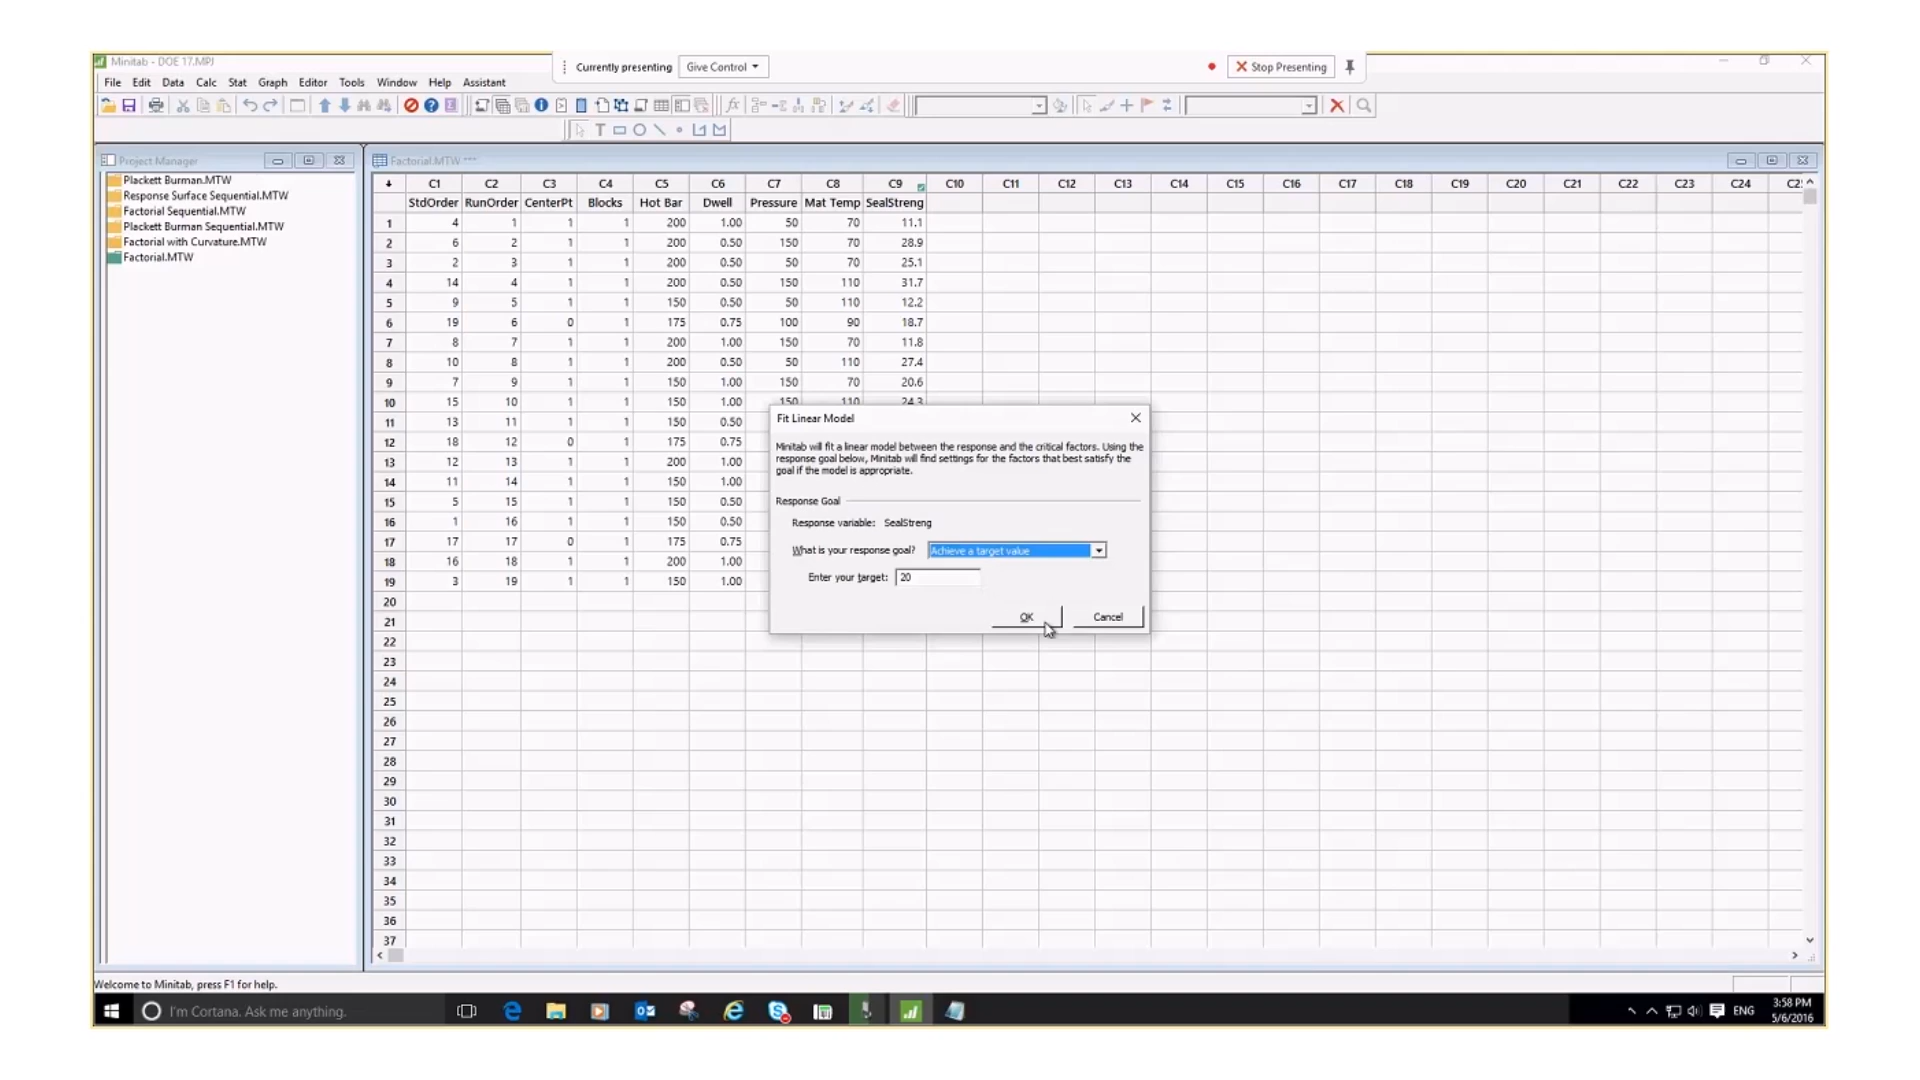 Minitab - DOE 17.MPJ
Currently presenting Give Control
Stop Presenting
File Edit Data Calc Stat Graph Editor Tools Window Help Assistant
Project Manager
Plackett Burman.MTW
Response Surface Sequential.MTW
Factorial Sequential.MTW
Plackett Burman Sequential.MTW
Factorial with Curvature.MTW
Factorial.MTW
Factorial.MTW ***
C1 C2 C3 C4 C5 C6 C7 C8 C9 C10 C11 C12 C13 C14 C15 C16 C17 C18 C19 C20 C21 C22 C23 C24
StdOrder RunOrder CenterPt Blocks Hot Bar Dwell Pressure Mat Temp SealStreng
1 4 1 1 1 200 1.00 50 70 11.1
2 6 2 1 1 200 0.50 150 70 28.9
3 2 3 1 1 200 0.50 50 70 25.1
4 14 4 1 1 200 0.50 150 110 31.7
5 9 5 1 1 150 0.50 50 110 12.2
6 19 6 0 1 175 0.75 100 90 18.7
7 8 7 1 1 200 1.00 150 70 11.8
8 10 8 1 1 200 0.50 50 110 27.4
9 7 9 1 1 150 1.00 150 70 20.6
10 15 10 1 1 150 1.00 150 110 24.3
11 13 11 1 1 150 0.50
12 18 12 0 1 175 0.75
13 12 13 1 1 200 1.00
14 11 14 1 1 150 1.00
15 5 15 1 1 150 0.50
16 1 16 1 1 150 0.50
17 17 17 0 1 175 0.75
18 16 18 1 1 200 1.00
19 3 19 1 1 150 1.00
20
21
22
23
24
25
26
27
28
29
30
31
32
33
34
35
36
37
Fit Linear Model
Minitab will fit a linear model between the response and the critical factors. Using the
response goal below, Minitab will find settings for the factors that best satisfy the
goal if the model is appropriate.
Response Goal
Response variable: SealStreng
What is your response goal? Achieve a target value
Enter your target: 20
OK Cancel
Welcome to Minitab, press F1 for help.
I'm Cortana. Ask me anything.
ENG
3:58 PM
5/6/2016